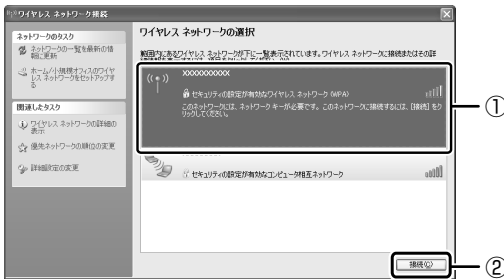 ワイヤレス ネットワーク接続
ネットワークのタスク
ネットワークの一覧を最新の情
報に更新
ホーム/小規模オフィスのワイヤ
レス ネットワークをセットアップす
る
関連したタスク
ワイヤレス ネットワークの詳細の
表示
優先ネットワークの順位の変更
詳細設定の変更
ワイヤレス ネットワークの選択
範囲内にあるワイヤレス ネットワークが下に一覧表示されています。ワイヤレス ネットワークに接続またはその詳
XXXXXXXXXX
セキュリティの設定が有効なワイヤレス ネットワーク (WPA)
このネットワークには、ネットワーク キーが必要です。このネットワークに接続するには、[接続] をク
リックしてください。
①
セキュリティの設定が有効なコンピュータ相互ネットワーク
接続(C)
②